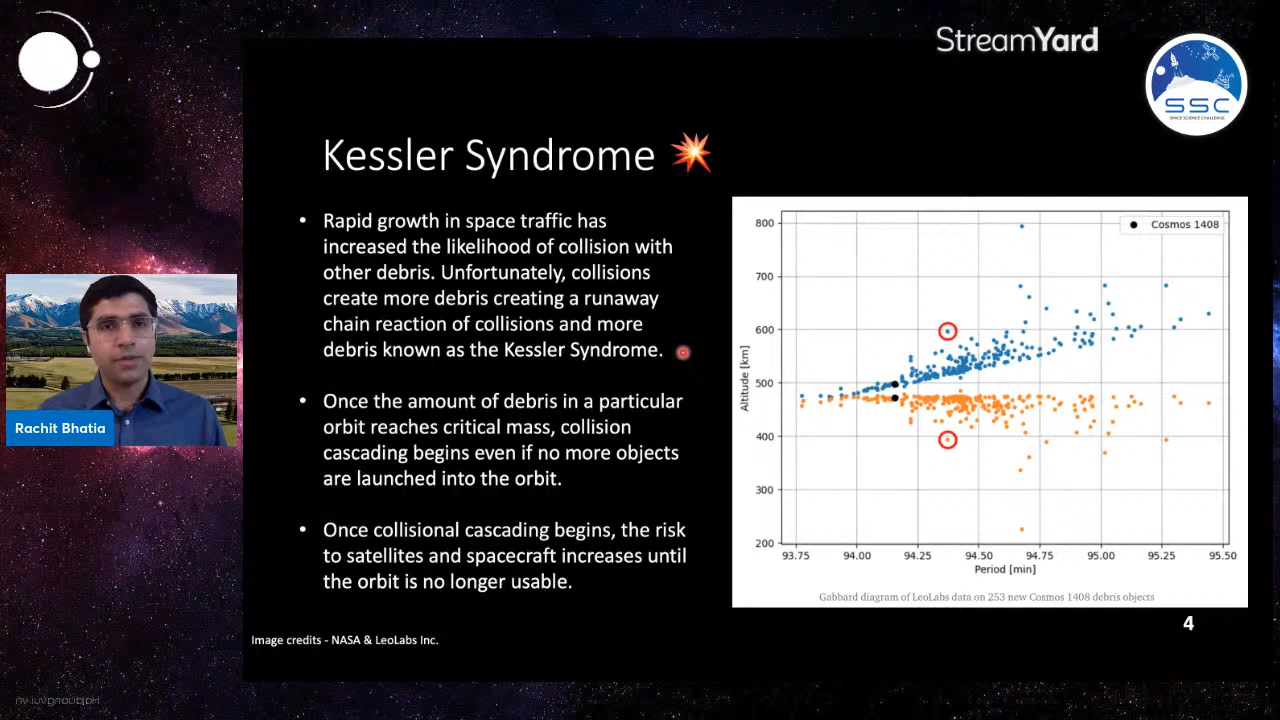 StreamYard
SSC
SPACE SCIENCE CHALLENGE
Kessler Syndrome
• Rapid growth in space traffic has
increased the likelihood of collision with
other debris. Unfortunately, collisions
create more debris creating a runaway
chain reaction of collisions and more
debris known as the Kessler Syndrome.
• Once the amount of debris in a particular
orbit reaches critical mass, collision
cascading begins even if no more objects
are launched into the orbit.
• Once collisional cascading begins, the risk
to satellites and spacecraft increases until
the orbit is no longer usable.
Image credits - NASA & LeoLabs Inc.
Rachit Bhatia
Cosmos 1408
Altitude [km]
800
700
600
500
400
300
200
93.75 94.00 94.25 94.50 94.75 95.00 95.25 95.50
Period [min]
Gabbard diagram of LeoLabs data on 253 new Cosmos 1408 debris objects
4